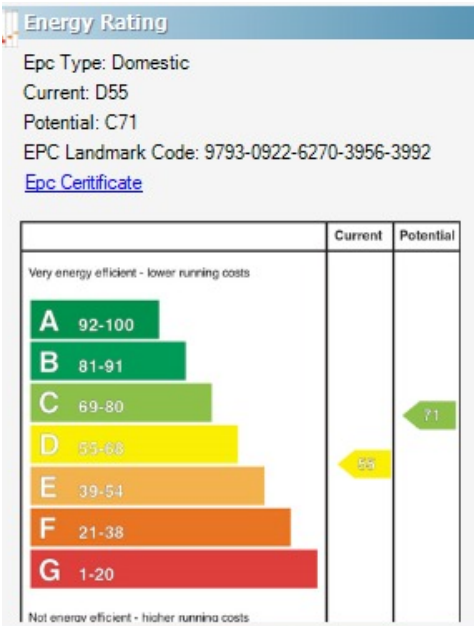 Energy Rating
Epc Type: Domestic
Current: D55
Potential: C71
EPC Landmark Code: 9793-0922-6270-3956-3992
Epc Ceritificate
Current Potential
Very energy efficient - lower running costs
A 92-100
B 81-91
C 69-80
71
D 55-68
55
E 39-54
F 21-38
G 1-20
Not energy efficient - higher running costs